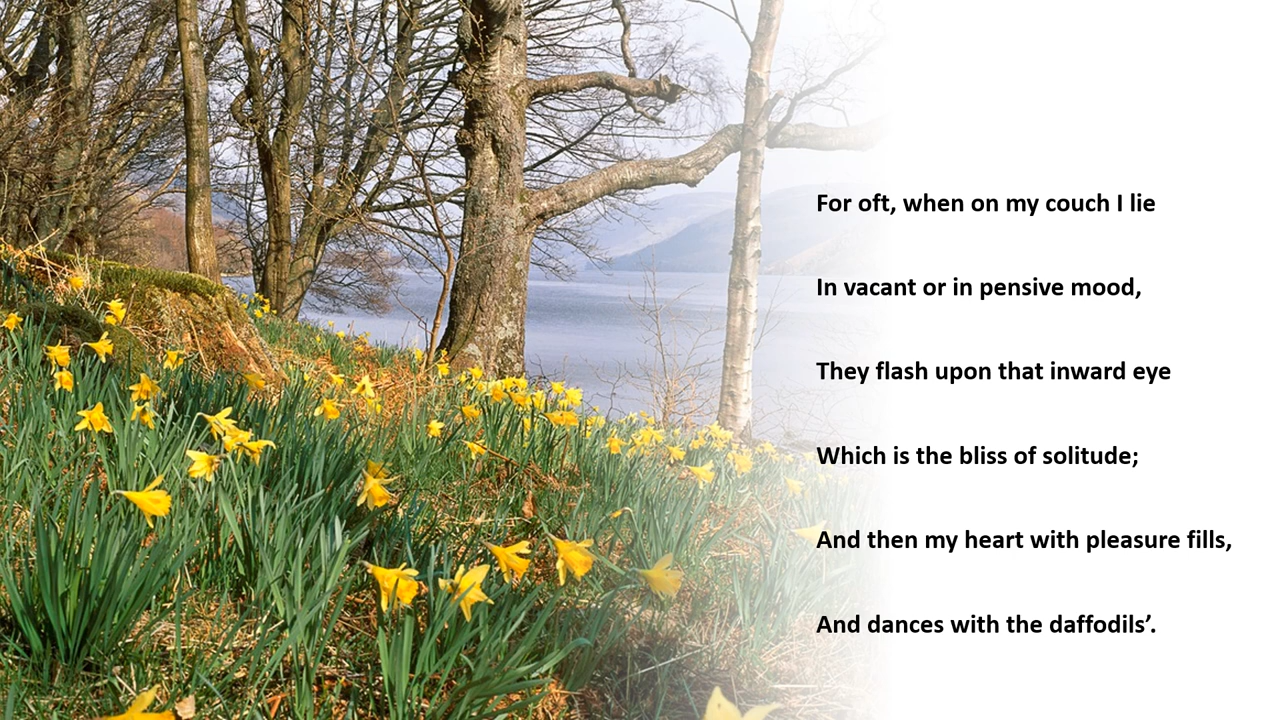 For oft, when on my couch I lie
In vacant or in pensive mood,
They flash upon that inward eye
Which is the bliss of solitude;
And then my heart with pleasure fills,
And dances with the daffodils’.